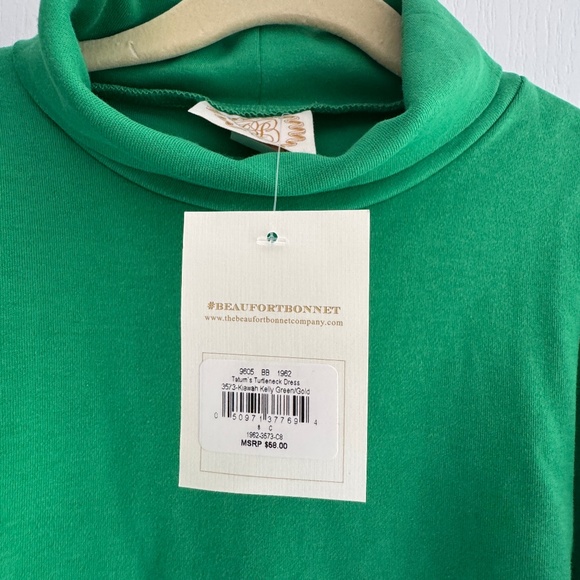 #BEAUFORTBONNET
www.thebeaufortbonnetcompany.com
9605 BB 1962
Tatum's Turtleneck Dress
3573-Kiawah Kelly Green/Gold
0 50971 37769 4
8 C
1962-3573-C8
MSRP $58.00